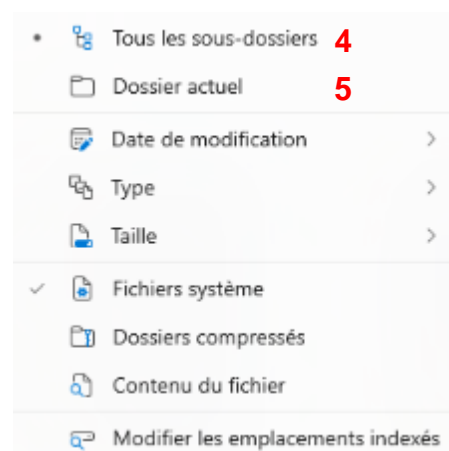 Tous les sous-dossiers 4
Dossier actuel 5
Date de modification
Type
Taille
Fichiers système
Dossiers compressés
Contenu du fichier
Modifier les emplacements indexés